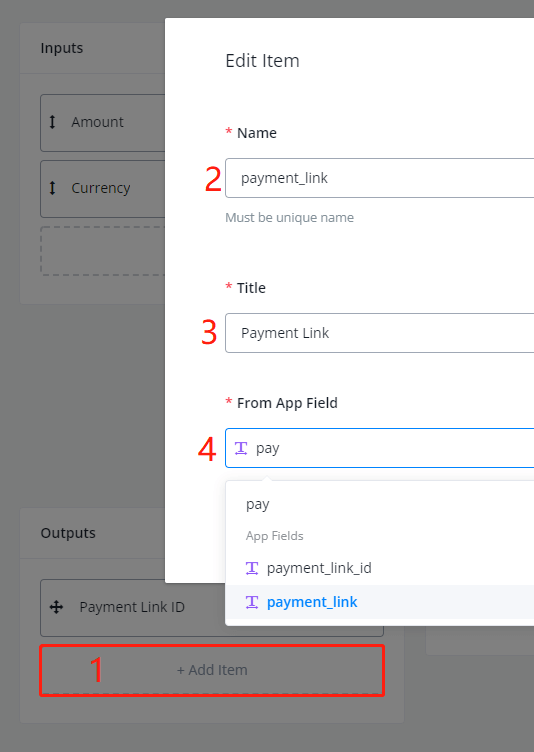 Inputs
Amount
Currency
Edit Item
* Name
2
payment_link
Must be unique name
* Title
3
Payment Link
* From App Field
4
pay
pay
App Fields
payment_link_id
payment_link
Outputs
Payment Link ID
1
+ Add Item